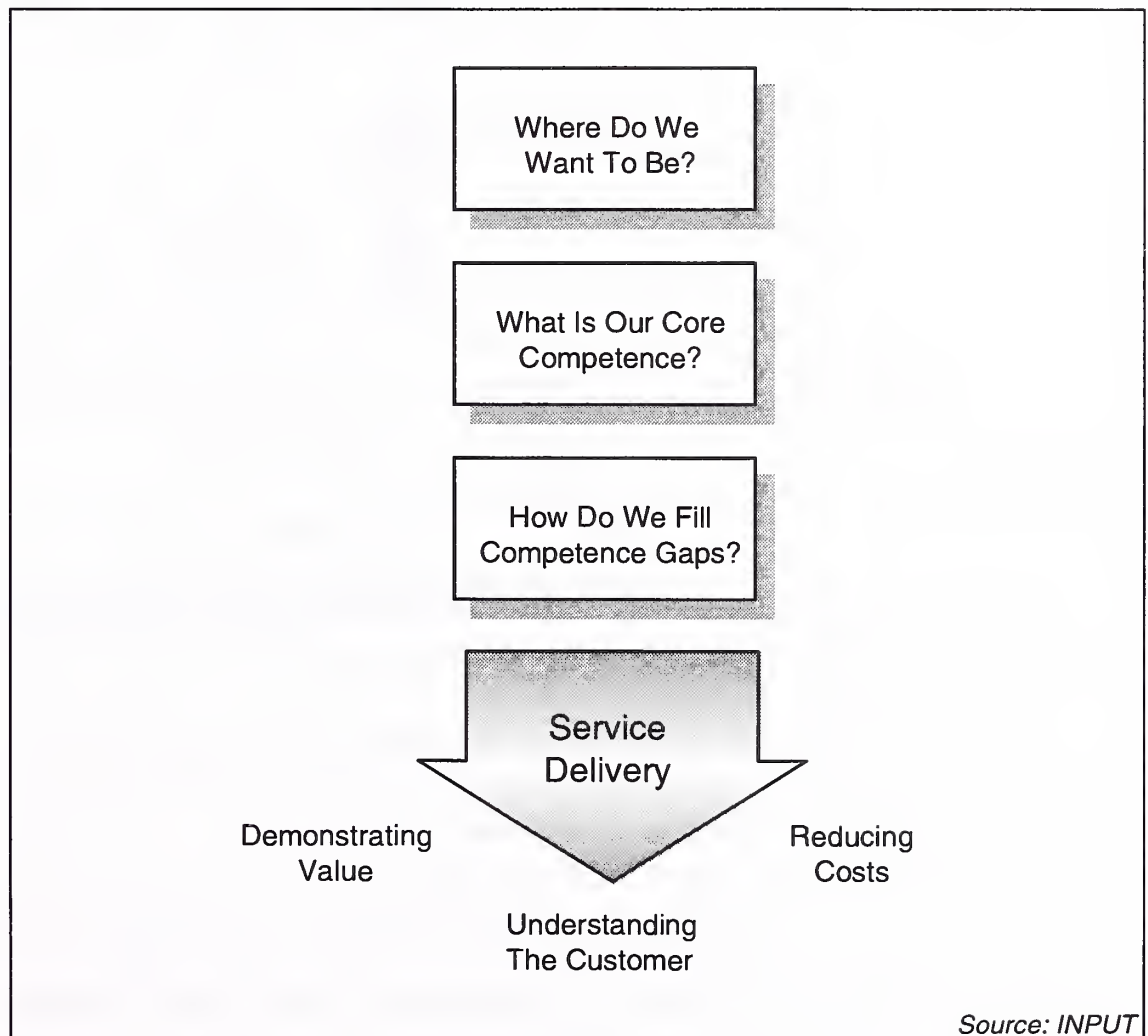 Where Do We
Want To Be?
What Is Our Core
Competence?
How Do We Fill
Competence Gaps?
Service
Delivery
Demonstrating
Value
Reducing
Costs
Understanding
The Customer
Source: INPUT